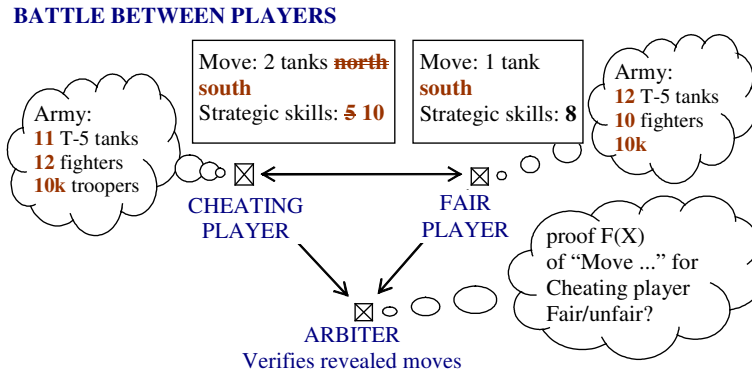 BATTLE BETWEEN PLAYERS
Move: 2 tanks north
south
Strategic skills: 5 10
Move: 1 tank
south
Strategic skills: 8
Army:
11 T-5 tanks
12 fighters
10k troopers
Army:
12 T-5 tanks
10 fighters
10k
CHEATING
PLAYER
FAIR
PLAYER
proof F(X)
of “Move ...” for
Cheating player
Fair/unfair?
ARBITER
Verifies revealed moves